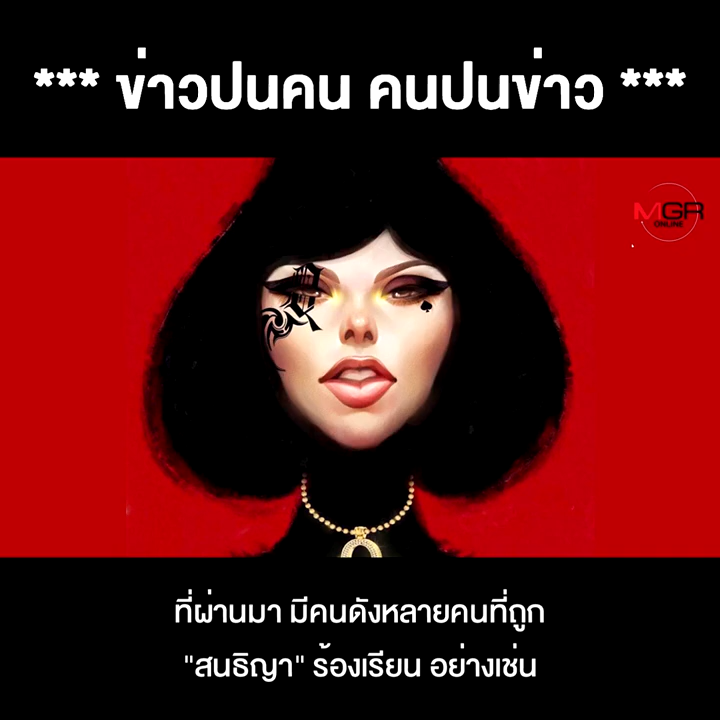 *** ข่าวปนคน คนปนข่าว ***
MGR
ONLINE
ที่ผ่านมา มีคนดังหลายคนที่ถูก
"สนธิญา" ร้องเรียน อย่างเช่น